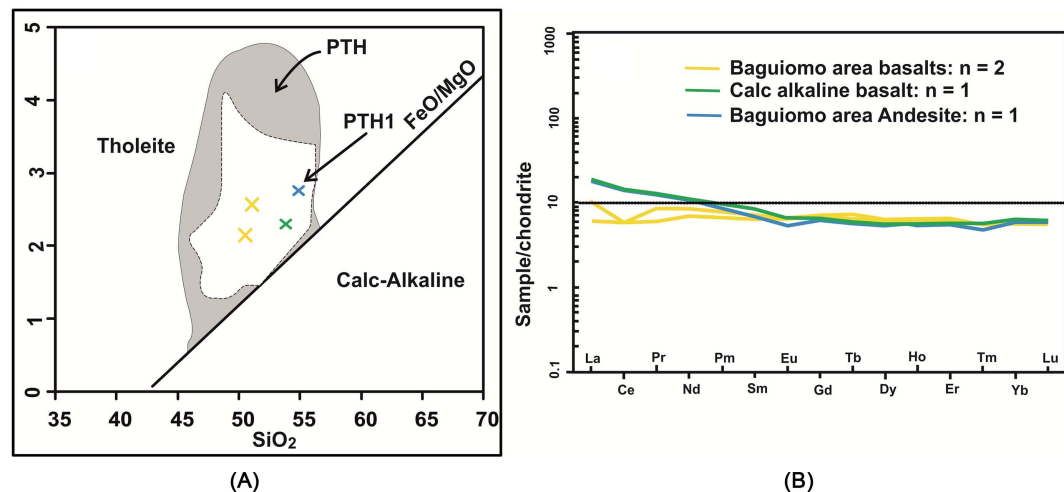 5
4
3
2
1
0
PTH
PTH1
FeO/MgO
Tholeite
Calc-Alkaline
35 40 45 50 55 60 65 70
SiO₂
(A)
Sample/chondrite
1000
100
10
1
0.1
Baguiomo area basalts: n = 2
Calc alkaline basalt: n = 1
Baguiomo area Andesite: n = 1
La Pr Pm Eu Tb Ho Tm Lu
Ce Nd Sm Gd Dy Er Yb
(B)